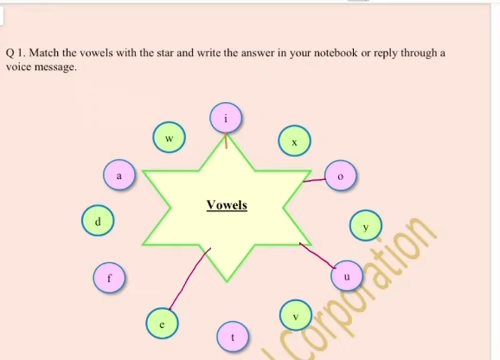 Q 1. Match the vowels with the star and write the answer in your notebook or reply through a
voice message.
i
w
x
a
o
Vowels
d
y
f
u
e
v
t
corporation